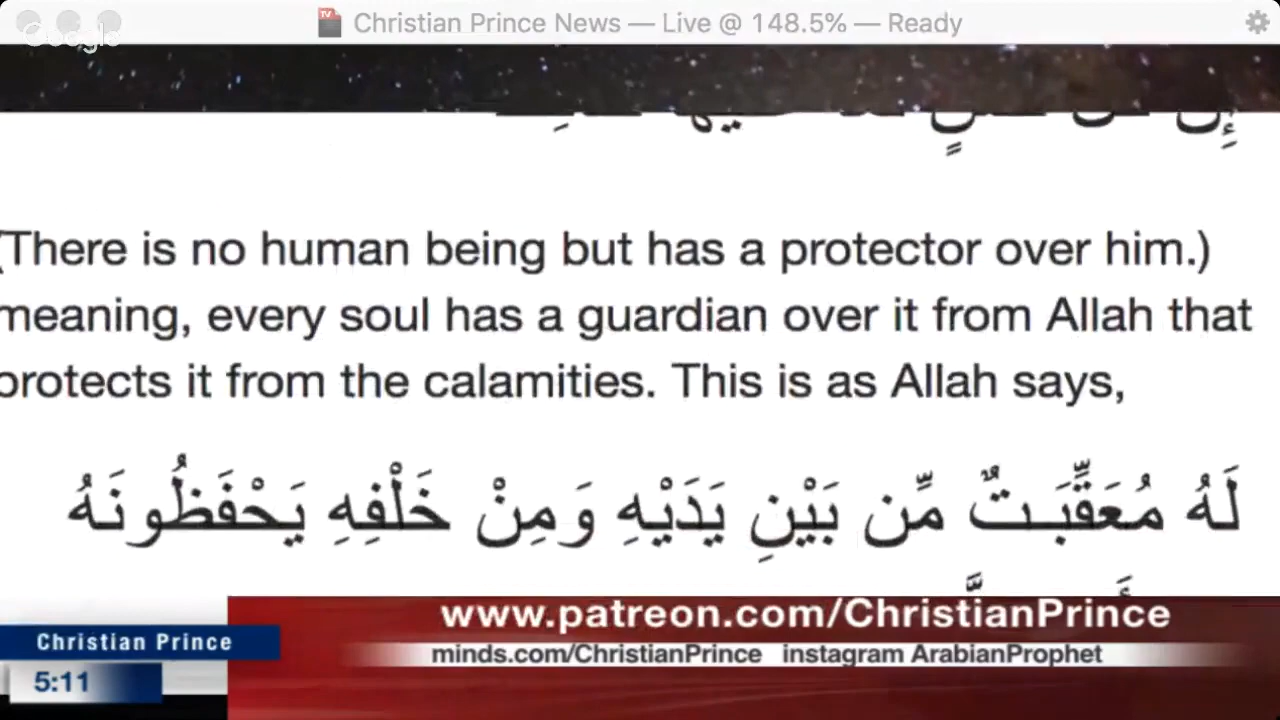 Christian Prince News — Live @ 148.5% — Ready
Google
(There is no human being but has a protector over him.)
meaning, every soul has a guardian over it from Allah that
protects it from the calamities. This is as Allah says,
لَهُ مُعَقِّبَـتٌ مِّن بَيْنِ يَدَيْهِ وَمِنْ خَلْفِهِ يَحْفَظُونَهُ
www.patreon.com/ChristianPrince
Christian Prince
minds.com/ChristianPrince instagram ArabianProphet
5:11